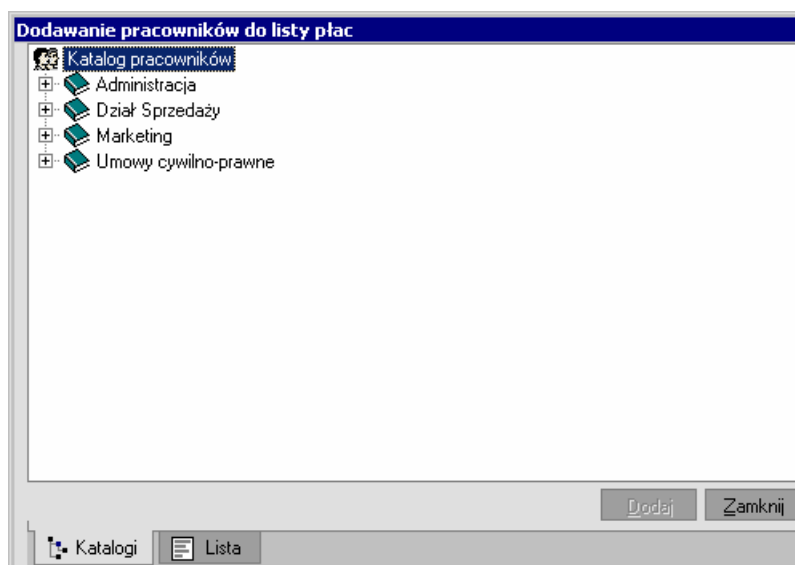 Dodawanie pracowników do listy płac
Katalog pracowników
Administracja
Dział Sprzedaży
Marketing
Umowy cywilno-prawne
Dodaj Zamknij
Katalogi Lista